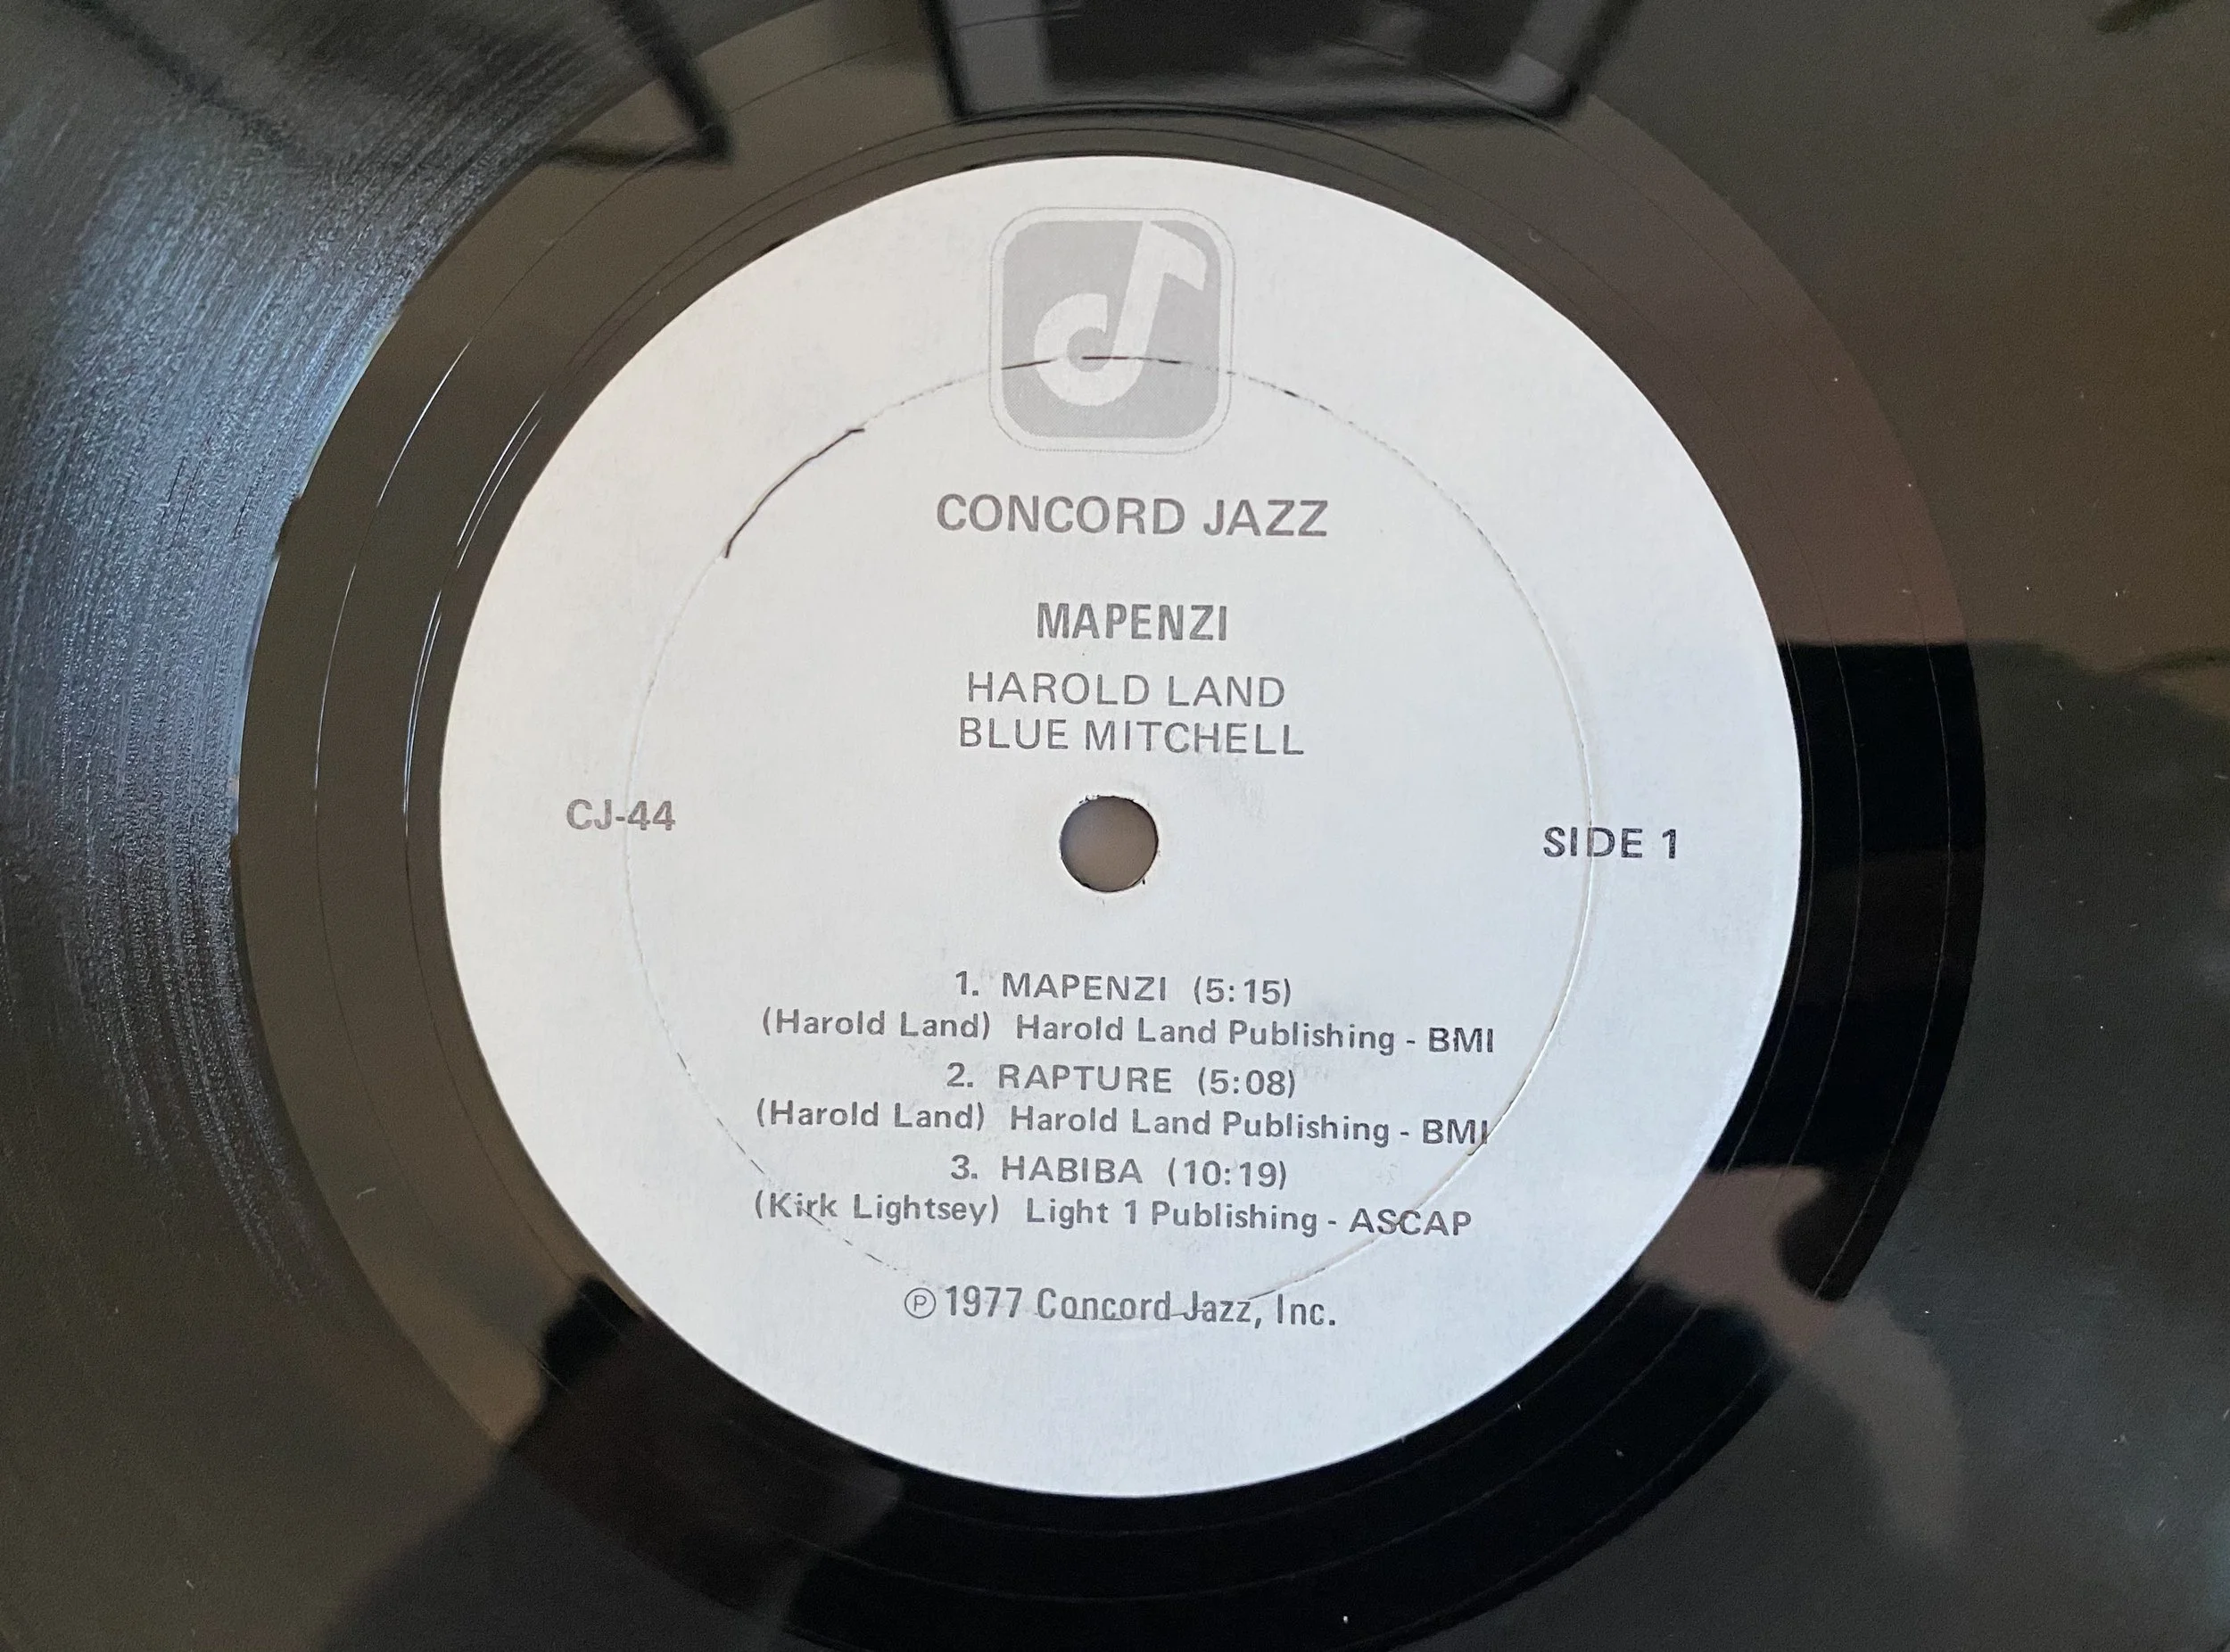 CONCORD JAZZ
MAPENZI
HAROLD LAND
BLUE MITCHELL
CJ-44
SIDE 1
1. MAPENZI (5:15)
(Harold Land) Harold Land Publishing - BMI
2. RAPTURE (5:08)
(Harold Land) Harold Land Publishing - BMI
3. HABIBA (10:19)
(Kirk Lightsey) Light 1 Publishing - ASCAP
℗1977 Concord Jazz, Inc.